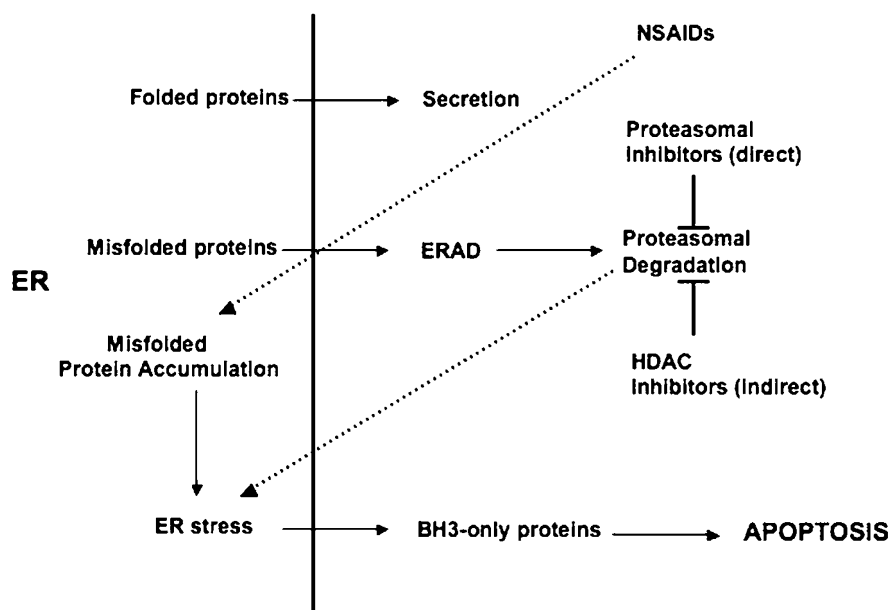 NSAIDs
Folded proteins
Secretion
Proteasomal
Inhibitors (direct)
Misfolded proteins
ERAD
Proteasomal
Degradation
ER
Misfolded
Protein Accumulation
HDAC
Inhibitors (indirect)
ER stress
BH3-only proteins
APOPTOSIS